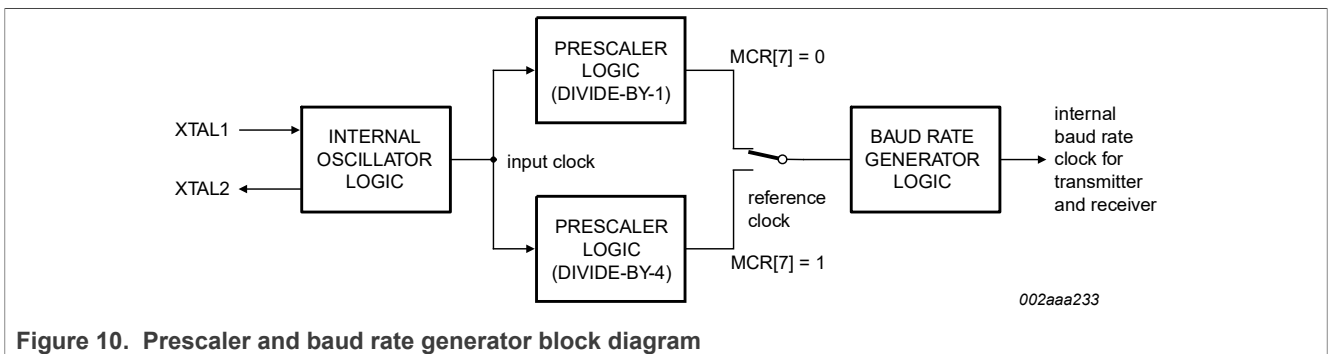 XTAL1
XTAL2
INTERNAL
OSCILLATOR
LOGIC
input clock
PRESCALER
LOGIC
(DIVIDE-BY-1)
MCR[7] = 0
PRESCALER
LOGIC
(DIVIDE-BY-4)
MCR[7] = 1
reference
clock
BAUD RATE
GENERATOR
LOGIC
internal
baud rate
clock for
transmitter
and receiver
002aaa233
Figure 10. Prescaler and baud rate generator block diagram